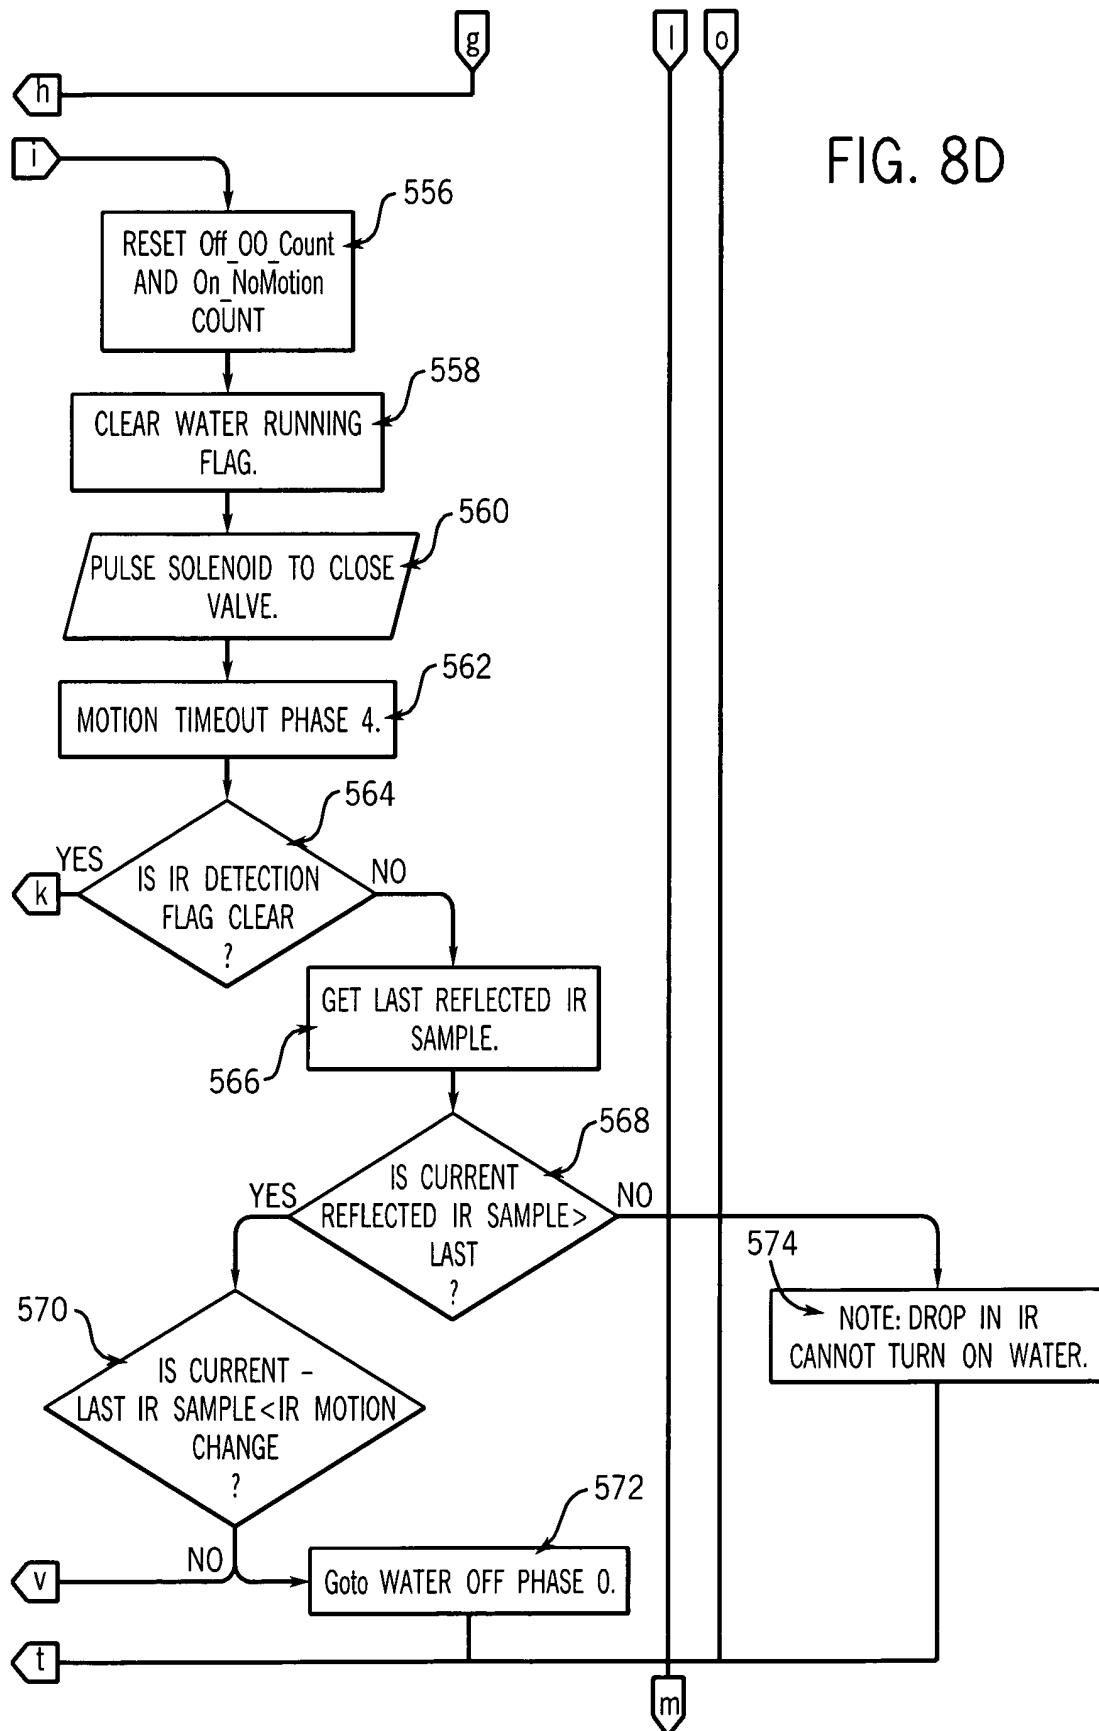 g
l
o
h
i
FIG. 8D
556
RESET Off_OO_Count
AND On_NoMotion
COUNT
558
CLEAR WATER RUNNING
FLAG.
560
PULSE SOLENOID TO CLOSE
VALVE.
562
MOTION TIMEOUT PHASE 4.
564
YES
NO
k
IS IR DETECTION
FLAG CLEAR
?
GET LAST REFLECTED IR
SAMPLE.
566
568
YES
NO
IS CURRENT
REFLECTED IR SAMPLE>
LAST
?
574
NOTE: DROP IN IR
CANNOT TURN ON WATER.
570
IS CURRENT –
LAST IR SAMPLE<IR MOTION
CHANGE
?
572
NO
v
Goto WATER OFF PHASE 0.
t
m